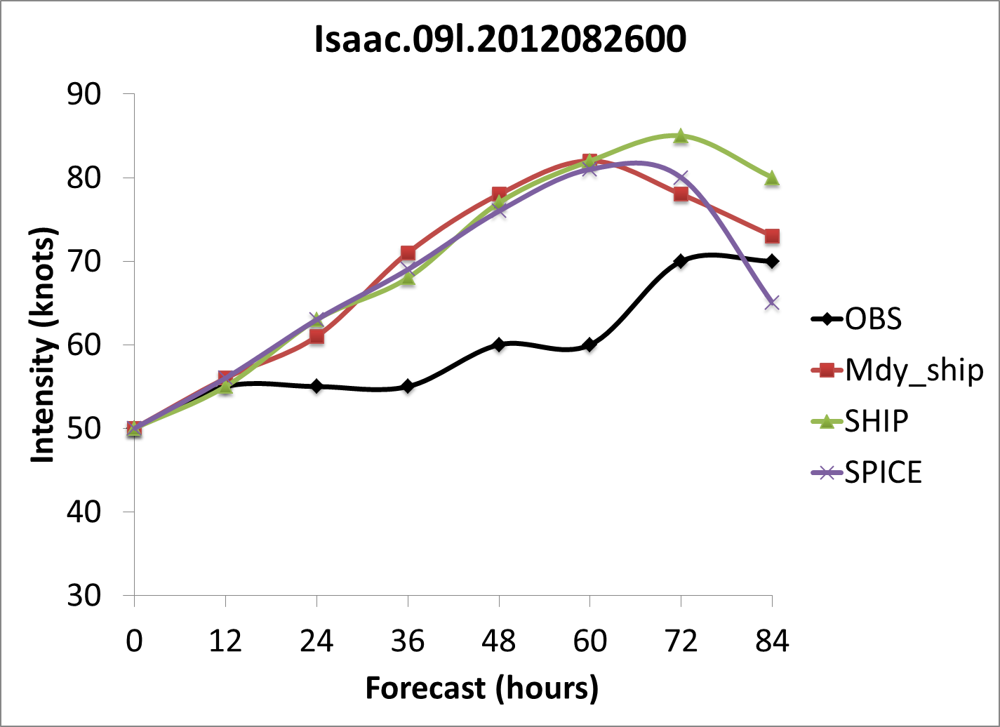 Isaac.09l.2012082600
90
80
70
60
50
40
30
Intensity (knots)
0 12 24 36 48 60 72 84
Forecast (hours)
OBS
Mdy_ship
SHIP
SPICE